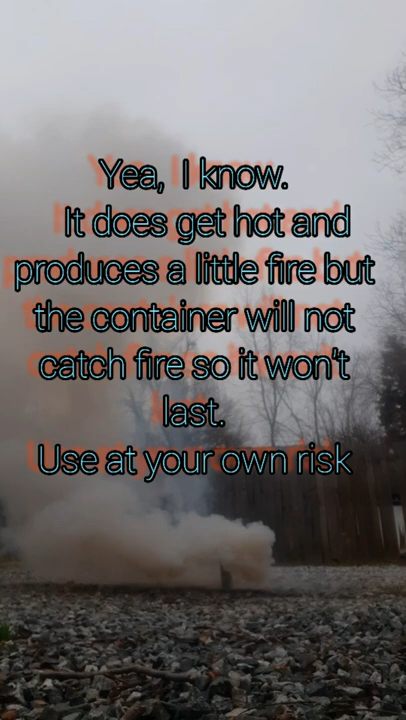 Yea, I know.
It does get hot and
produces a little fire but
the container will not
catch fire so it won't
last.
Use at your own risk